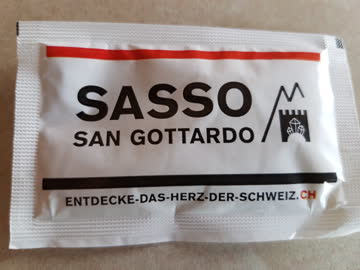 SASSO
SAN GOTTARDO
ENTDECKE-DAS-HERZ-DER-SCHWEIZ.CH